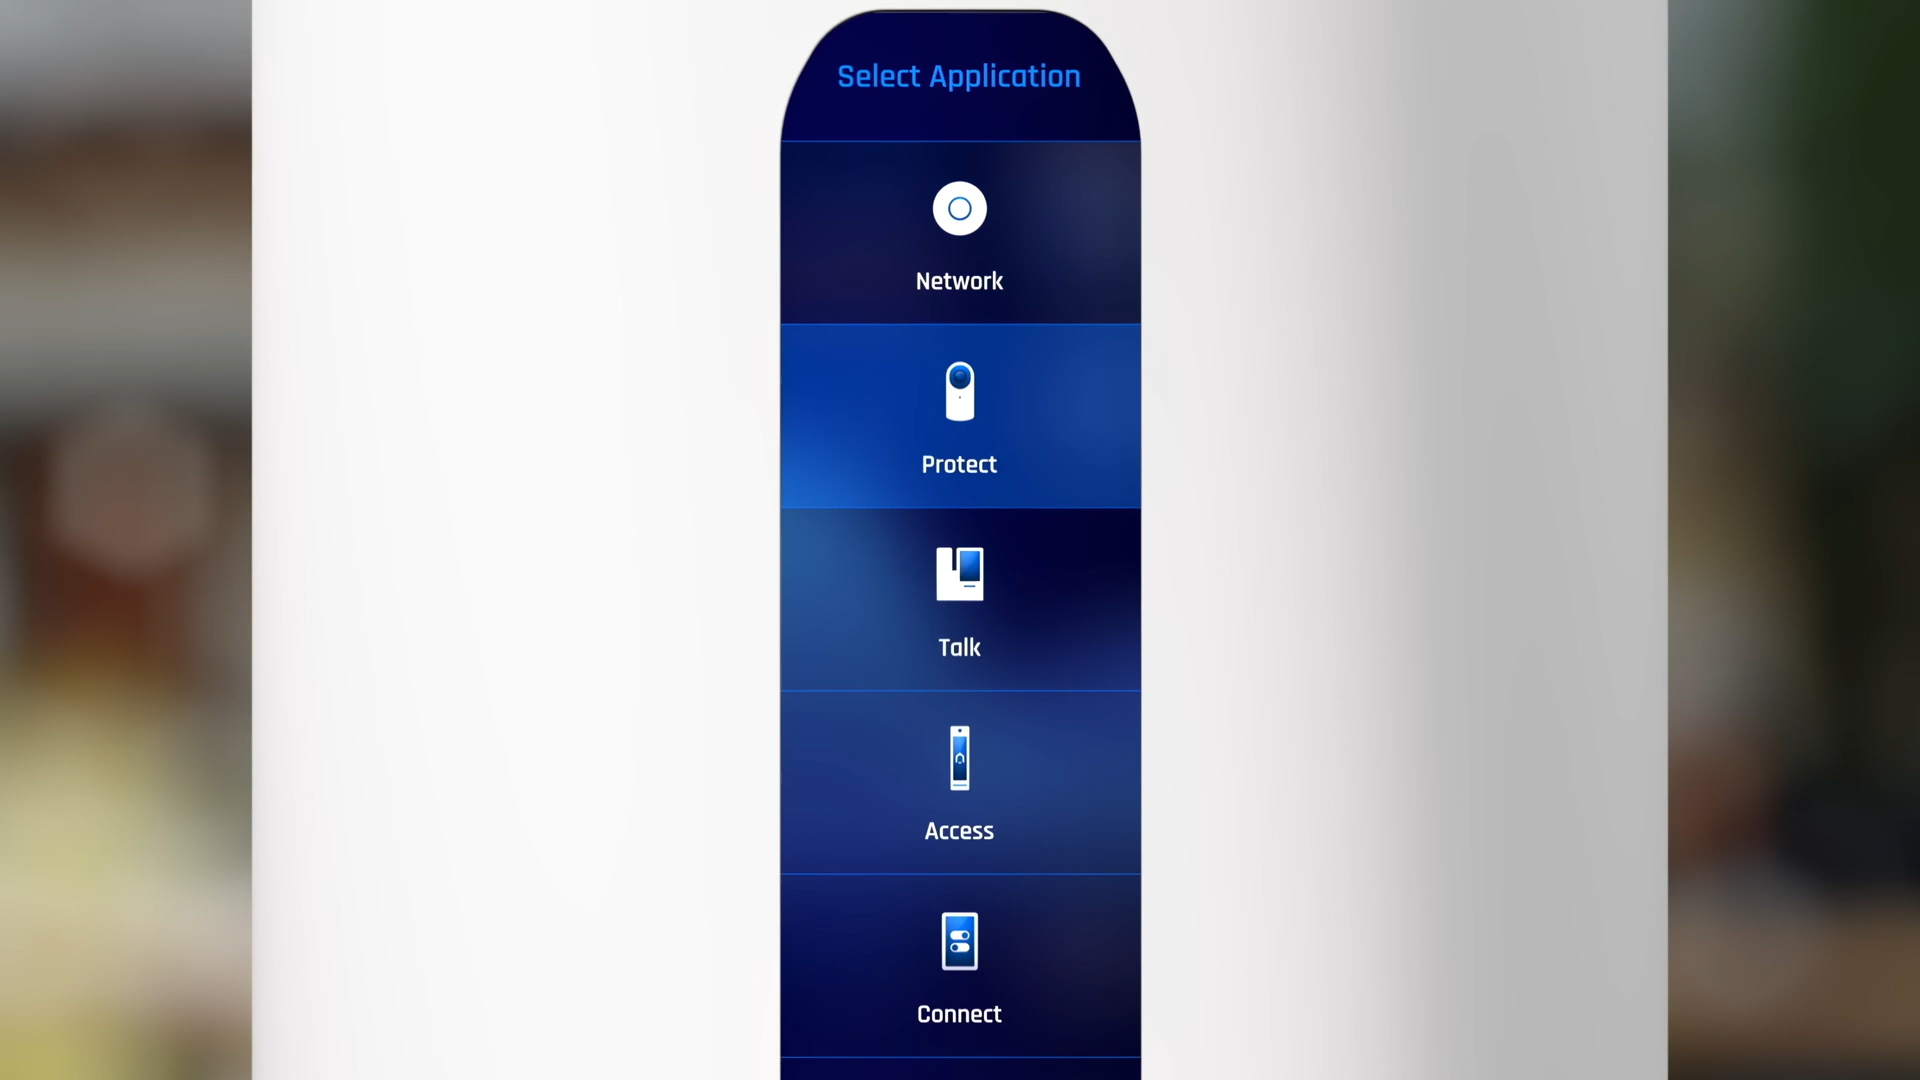 Select Application
Network
Protect
Talk
Access
Connect